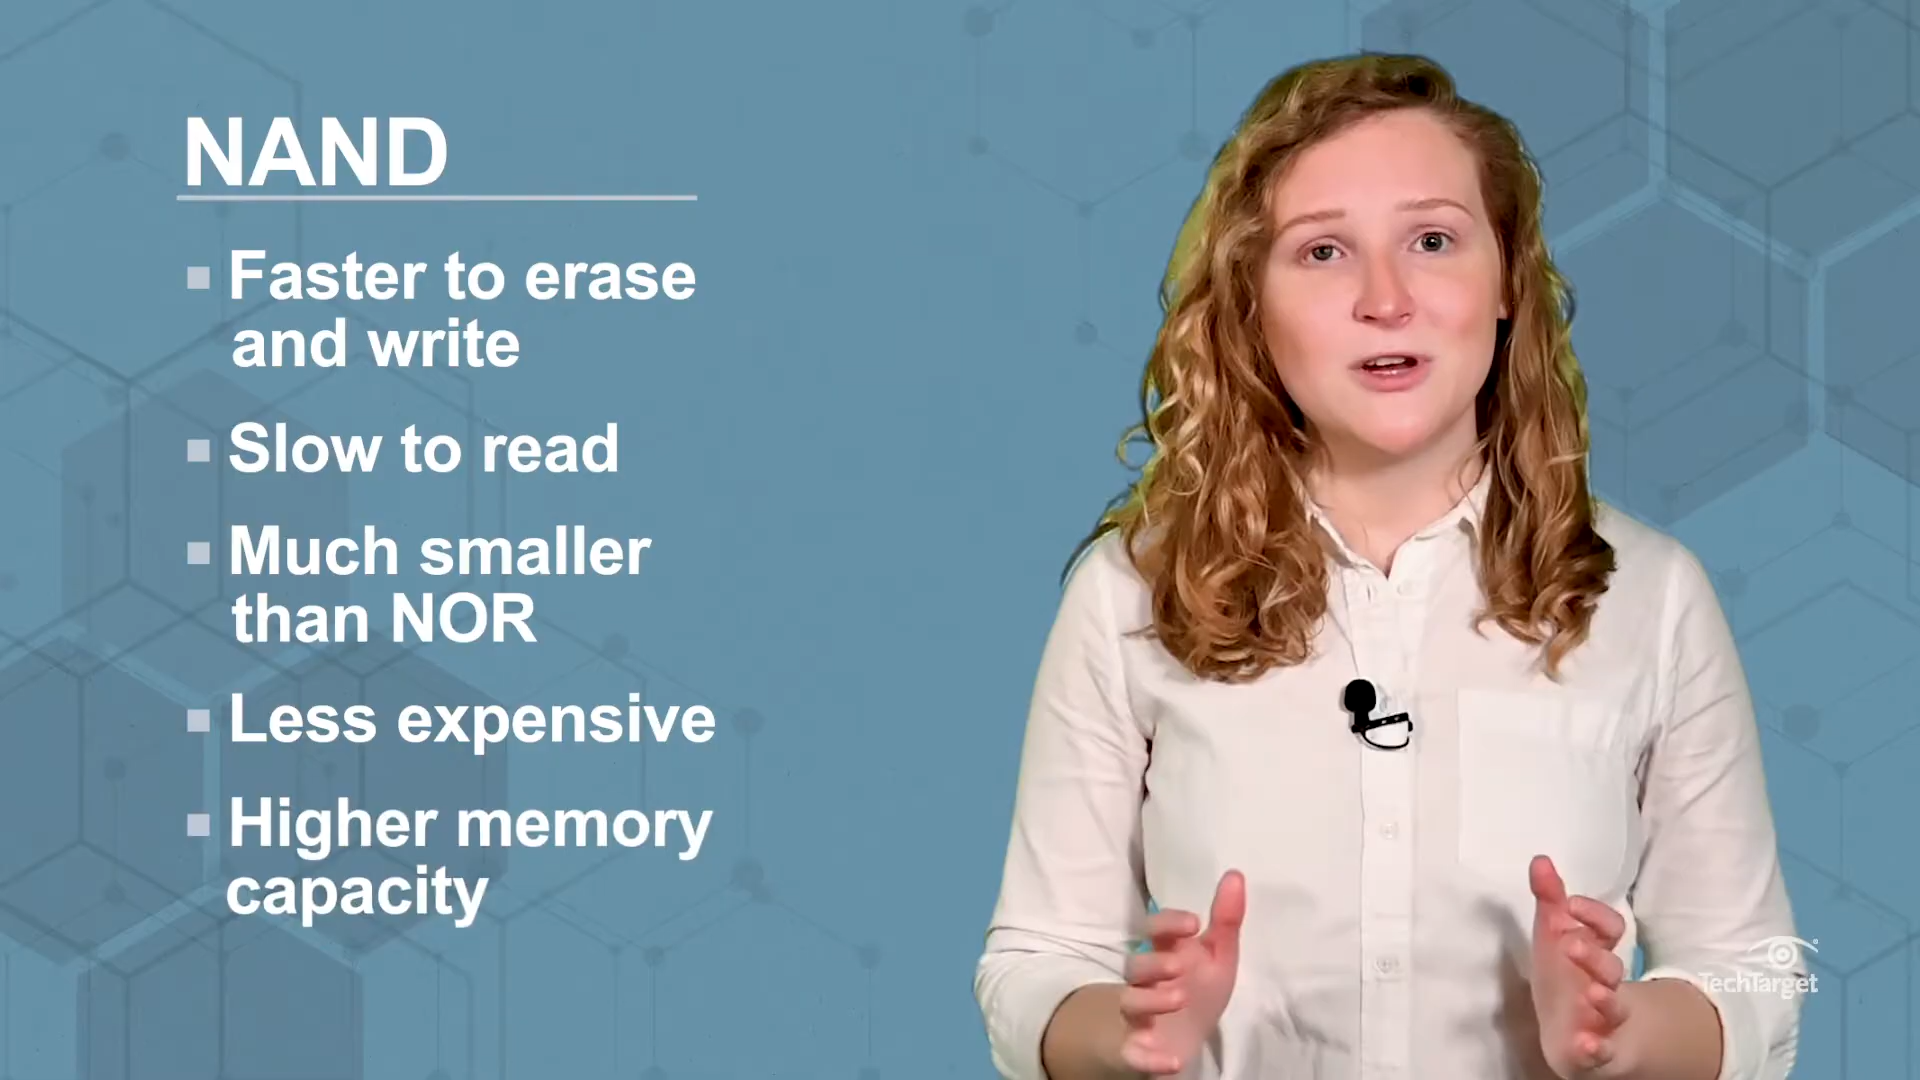 NAND
Faster to erase
and write
Slow to read
Much smaller
than NOR
Less expensive
Higher memory
capacity
TechTarget